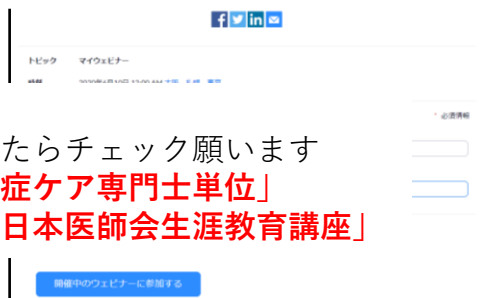 トピック マイウェビナー
たらチェック願います
症ケア専門士単位」
日本医師会生涯教育講座」
* 必須情報
開催中のウェビナーに参加する